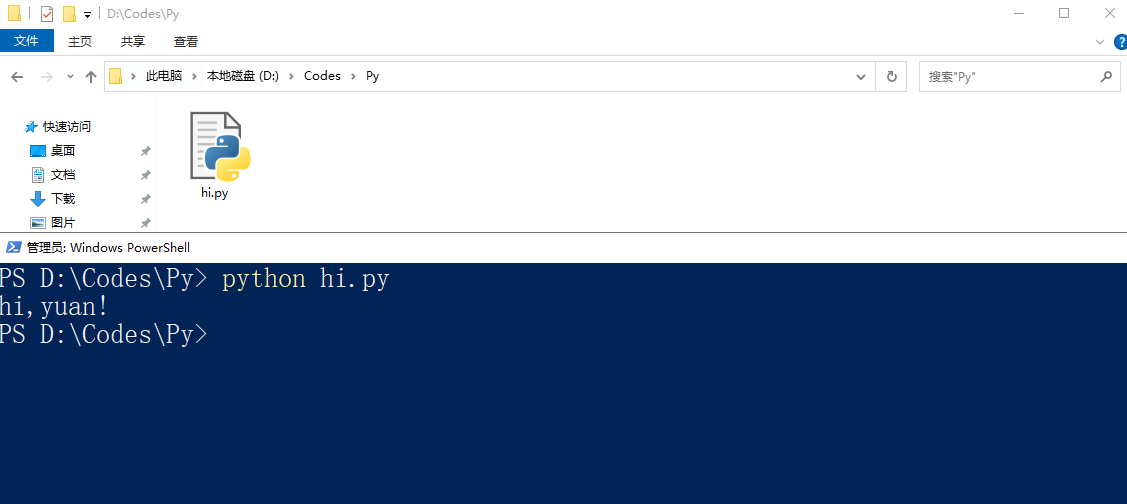 D:\Codes\Py
文件 主页 共享 查看
此电脑 本地磁盘 (D:) Codes Py 搜索"Py"
快速访问
桌面
文档
下载
图片
hi.py
管理员: Windows PowerShell
PS D:\Codes\Py> python hi.py
hi,yuan!
PS D:\Codes\Py>